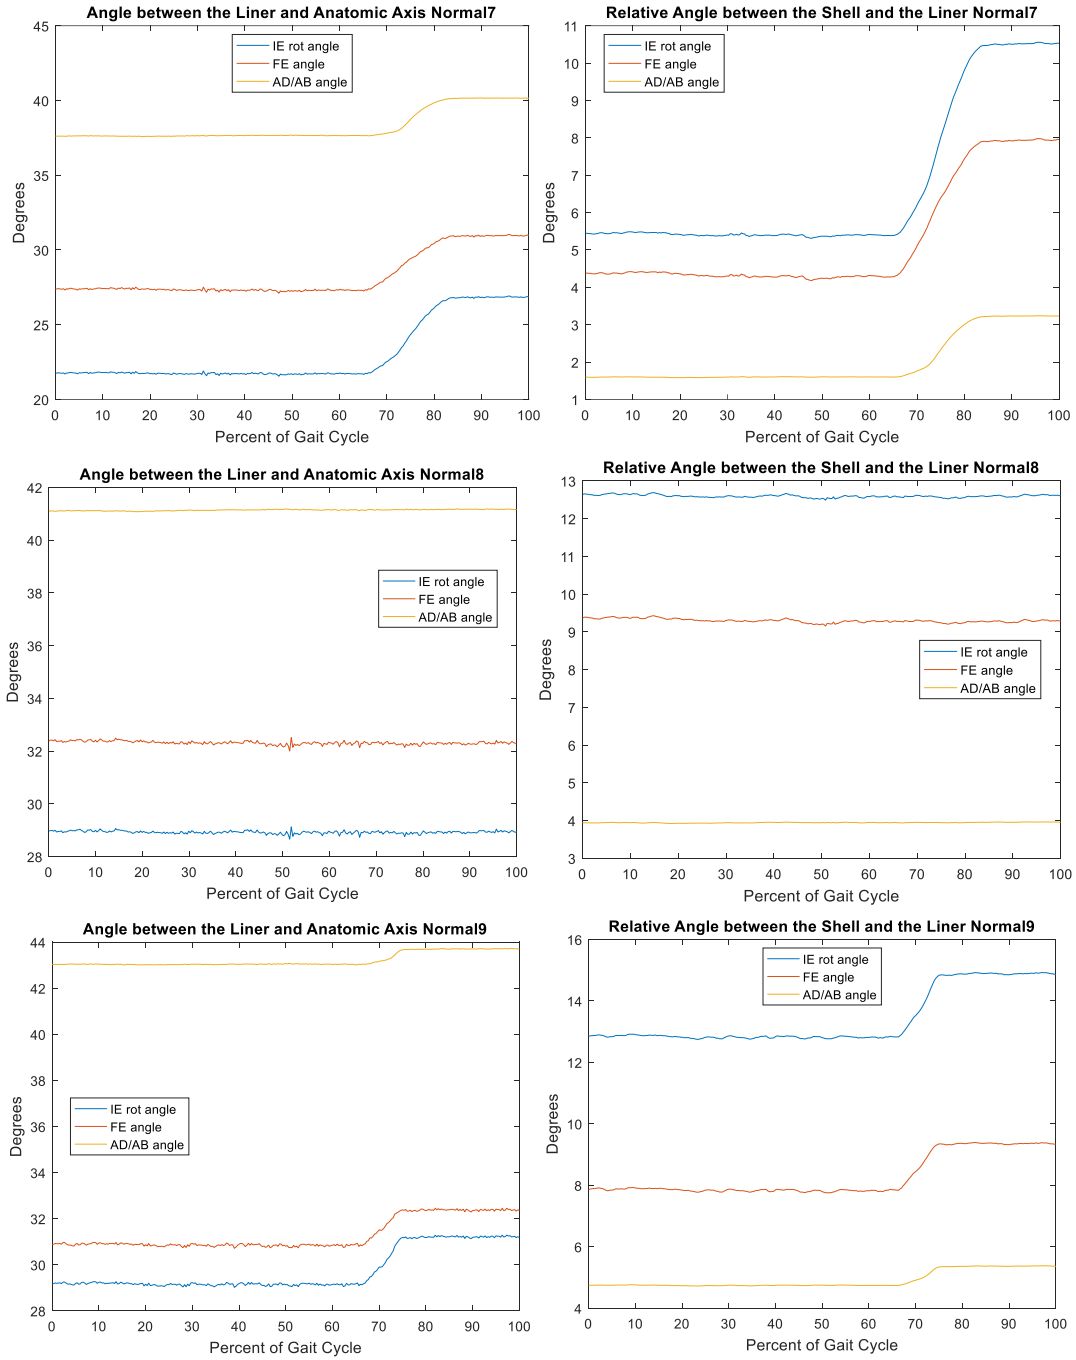 Angle between the Liner and Anatomic Axis Normal7
45
40
35
30
25
20
Degrees
IE rot angle
FE angle
AD/AB angle
0 10 20 30 40 50 60 70 80 90 100
Percent of Gait Cycle
Relative Angle between the Shell and the Liner Normal7
11
10
9
8
7
6
5
4
3
2
1
Degrees
IE rot angle
FE angle
AD/AB angle
0 10 20 30 40 50 60 70 80 90 100
Percent of Gait Cycle
Angle between the Liner and Anatomic Axis Normal8
42
40
38
36
34
32
30
28
Degrees
IE rot angle
FE angle
AD/AB angle
0 10 20 30 40 50 60 70 80 90 100
Percent of Gait Cycle
Relative Angle between the Shell and the Liner Normal8
13
12
11
10
9
8
7
6
5
4
3
Degrees
IE rot angle
FE angle
AD/AB angle
0 10 20 30 40 50 60 70 80 90 100
Percent of Gait Cycle
Angle between the Liner and Anatomic Axis Normal9
44
42
40
38
36
34
32
30
28
Degrees
IE rot angle
FE angle
AD/AB angle
0 10 20 30 40 50 60 70 80 90 100
Percent of Gait Cycle
Relative Angle between the Shell and the Liner Normal9
16
14
12
10
8
6
4
Degrees
IE rot angle
FE angle
AD/AB angle
0 10 20 30 40 50 60 70 80 90 100
Percent of Gait Cycle